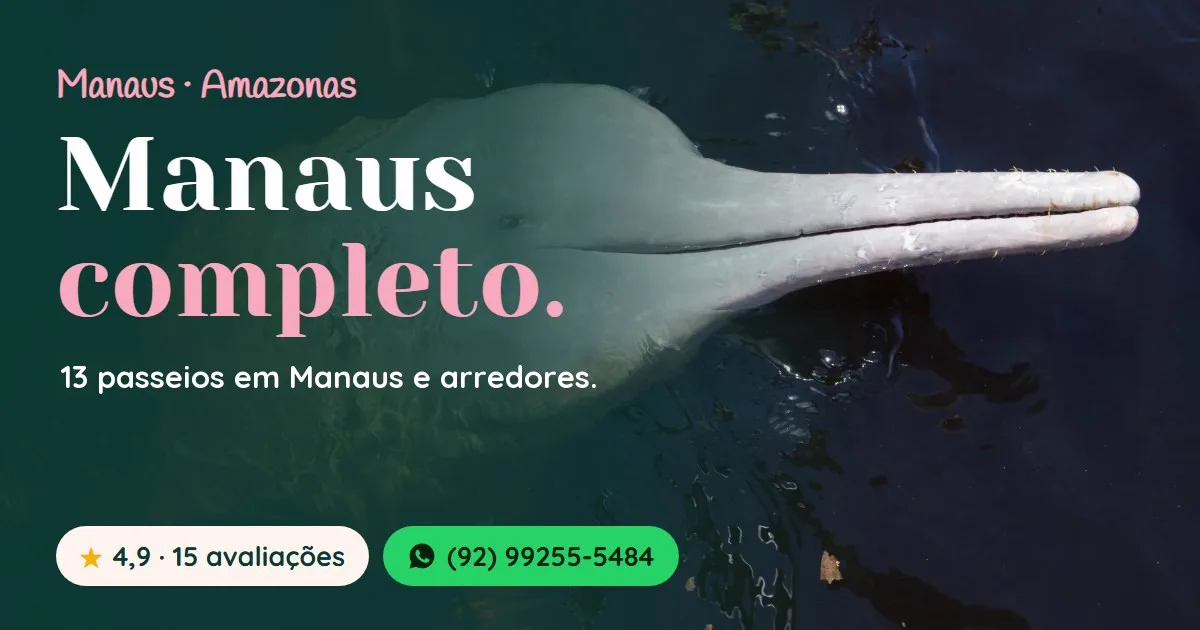 Manaus · Amazonas
Manaus
completo.
13 passeios em Manaus e arredores.
4,9 · 15 avaliações
(92) 99255-5484